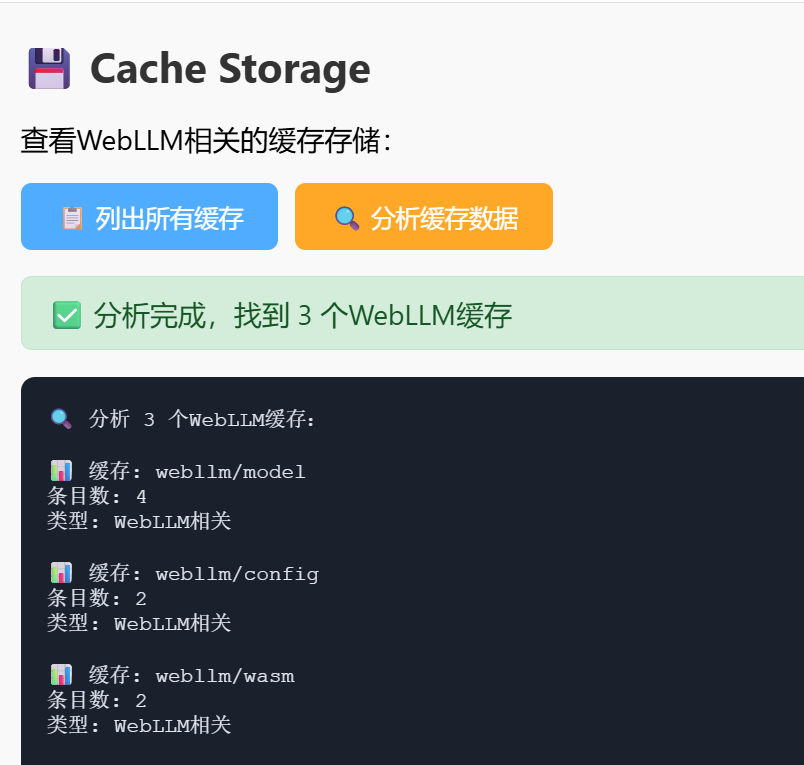 💾 Cache Storage
查看WebLLM相关的缓存存储：
📋 列出所有缓存
🔍 分析缓存数据
✅ 分析完成，找到 3 个WebLLM缓存
🔍 分析 3 个WebLLM缓存：
📊 缓存: webllm/model
条目数: 4
类型: WebLLM相关
📊 缓存: webllm/config
条目数: 2
类型: WebLLM相关
📊 缓存: webllm/wasm
条目数: 2
类型: WebLLM相关